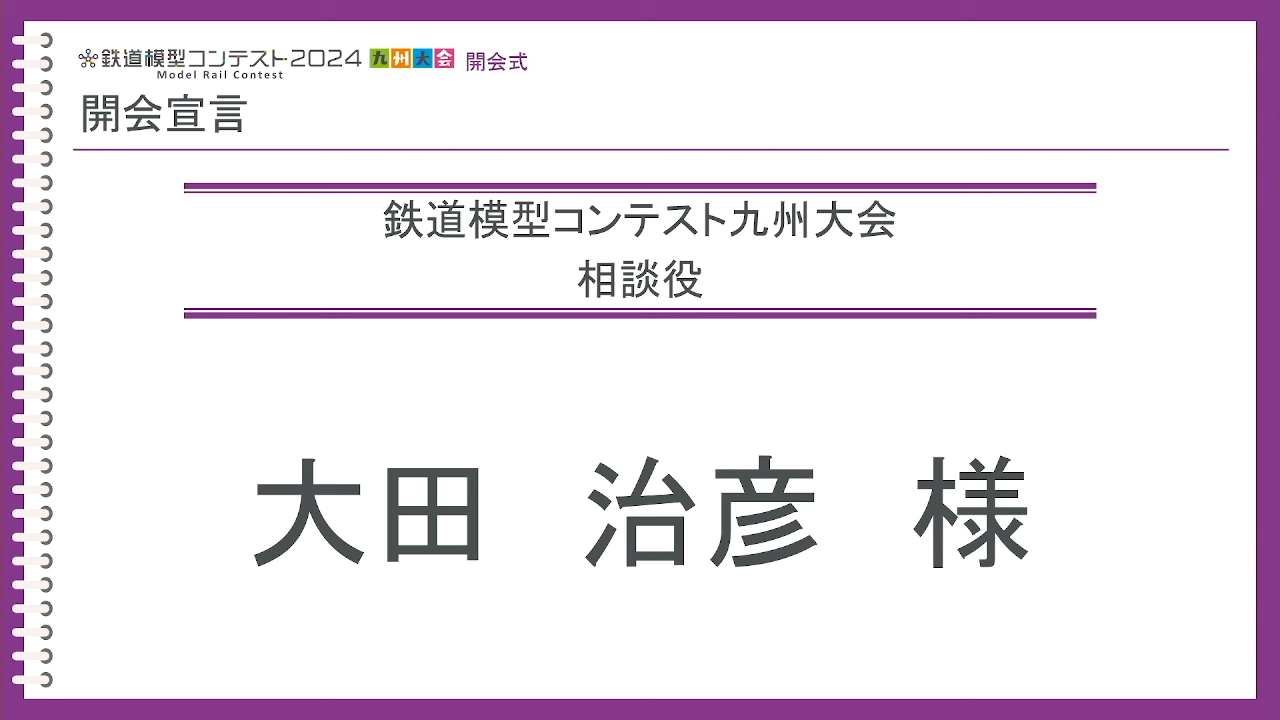 鉄道模型コンテスト2024 九州大会 開会式
Model Rail Contest
開会宣言
鉄道模型コンテスト九州大会
相談役
大田 治彦 様